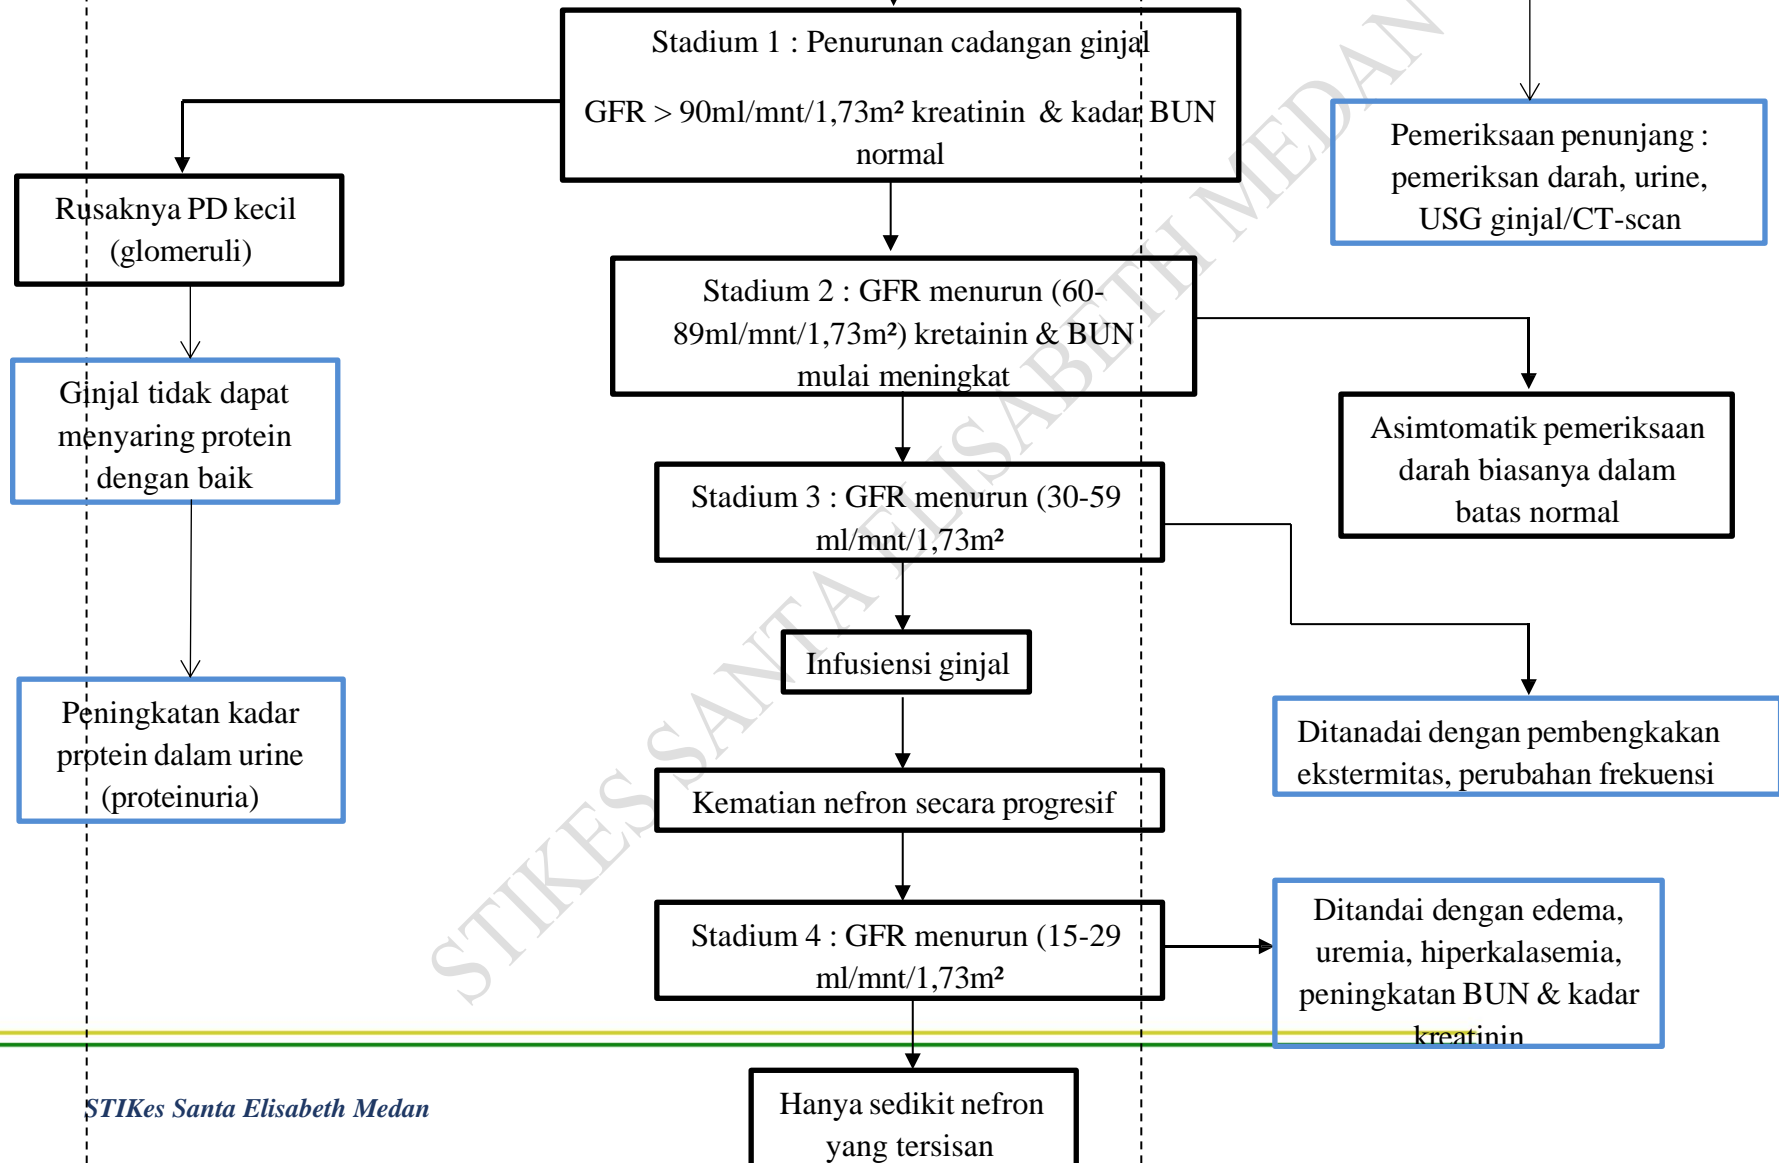 Stadium 1 : Penurunan cadangan ginjal
GFR > 90ml/mnt/1,73m² kreatinin & kadar BUN
normal
Pemeriksaan penunjang :
pemeriksan darah, urine,
USG ginjal/CT-scan
Rusaknya PD kecil
(glomeruli)
Stadium 2 : GFR menurun (60-
89ml/mnt/1,73m²) kretainin & BUN
mulai meningkat
Ginjal tidak dapat
menyaring protein
dengan baik
Asimtomatik pemeriksaan
darah biasanya dalam
batas normal
Stadium 3 : GFR menurun (30-59
ml/mnt/1,73m²
Infusiensi ginjal
Peningkatan kadar
protein dalam urine
(proteinuria)
Ditanadai dengan pembengkakan
ekstermitas, perubahan frekuensi
Kematian nefron secara progresif
Stadium 4 : GFR menurun (15-29
ml/mnt/1,73m²
Ditandai dengan edema,
uremia, hiperkalasemia,
peningkatan BUN & kadar
kreatinin
Hanya sedikit nefron
yang tersisan
STIKes Santa Elisabeth Medan
STIKES SANTA ELISABETH MEDAN